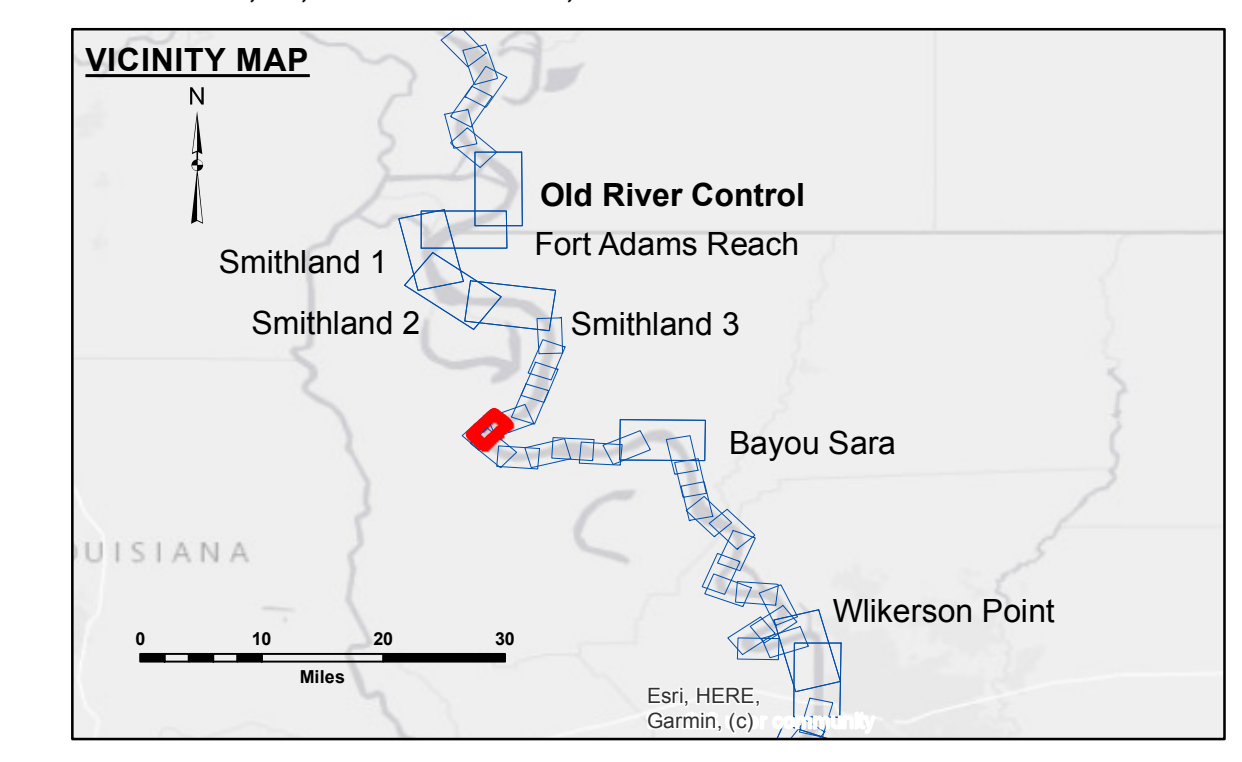 VICINITY MAP
N
Old River Control
Fort Adams Reach
Smithland 1
Smithland 2
Smithland 3
Bayou Sara
UISIANA
Wlikerson Point
0 10 20 30
Miles
Esri, HERE,
Garmin, (c) community